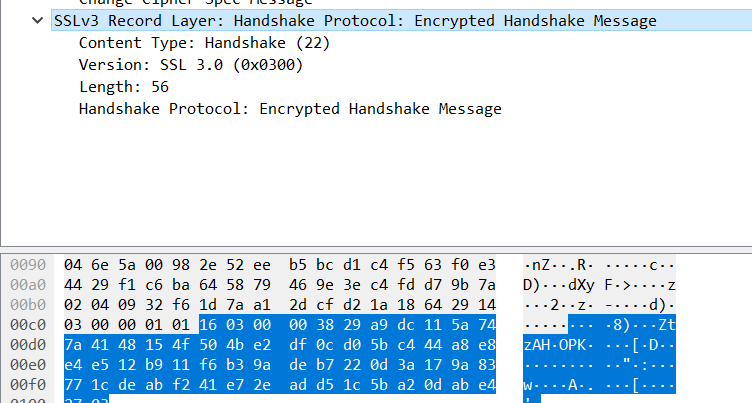 SSLv3 Record Layer: Handshake Protocol: Encrypted Handshake Message
Content Type: Handshake (22)
Version: SSL 3.0 (0x0300)
Length: 56
Handshake Protocol: Encrypted Handshake Message
0090 04 6e 5a 00 98 2e 52 ee b5 bc d1 c4 f5 63 f0 e3 ·nZ··.R· ·····c··
00a0 44 29 f1 c6 ba 64 58 79 46 9e 3e c4 fd d7 9b 7a D)···dXy F·>····z
00b0 02 04 09 32 f6 1d 7a a1 2d cf d2 1a 18 64 29 14 ···2··z· -····d)·
00c0 03 00 00 01 01 16 03 00 00 38 29 a9 dc 11 5a 74 ········ ·8)···Zt
00d0 7a 41 48 15 4f 50 4b e2 df 0c d0 5b c4 44 a8 e8 zAH·OPK· ···[·D··
00e0 e4 e5 12 b9 11 f6 b3 9a de b7 22 0d 3a 17 9a 83 ········ ··"·:···
00f0 77 1c de ab f2 41 e7 2e ad d5 1c 5b a2 0d ab e4 w····A·. ···[····